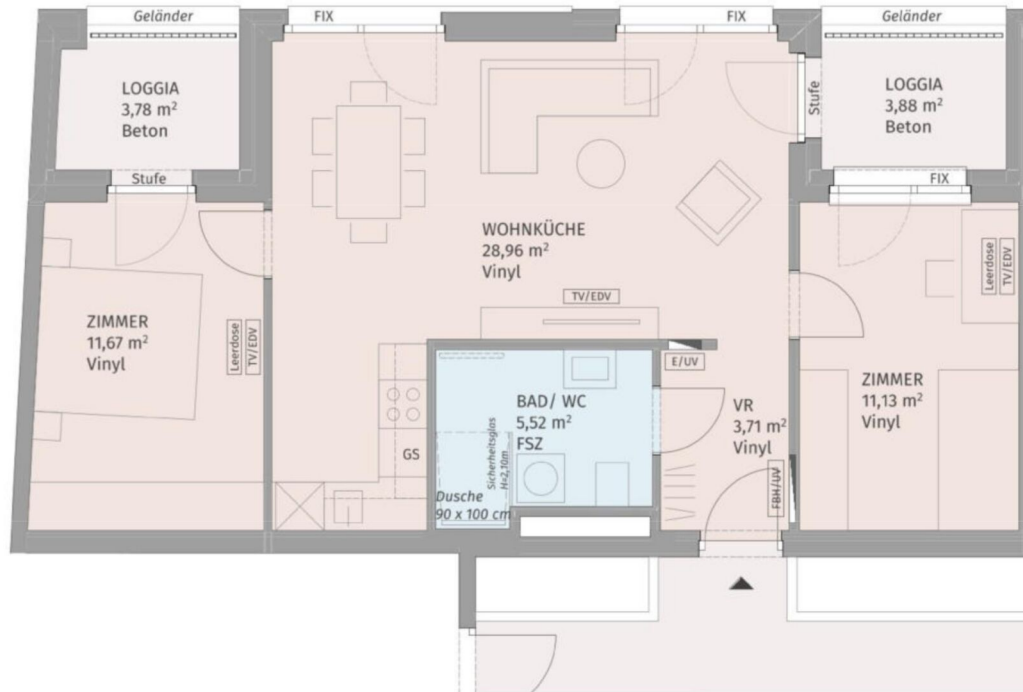 Geländer
FIX
FIX
Geländer
LOGGIA
3,78 m²
Beton
Stufe
Stufe
LOGGIA
3,88 m²
Beton
FIX
WOHNKÜCHE
28,96 m²
Vinyl
TV/EDV
Leerdose
TV/EDV
ZIMMER
11,67 m²
Vinyl
Leerdose
TV/EDV
E/UV
BAD/ WC
5,52 m²
FSZ
VR
3,71 m²
Vinyl
ZIMMER
11,13 m²
Vinyl
GS
Sicherheitsglas
H=2,10m
Dusche
90 x 100 cm
FBH/UV